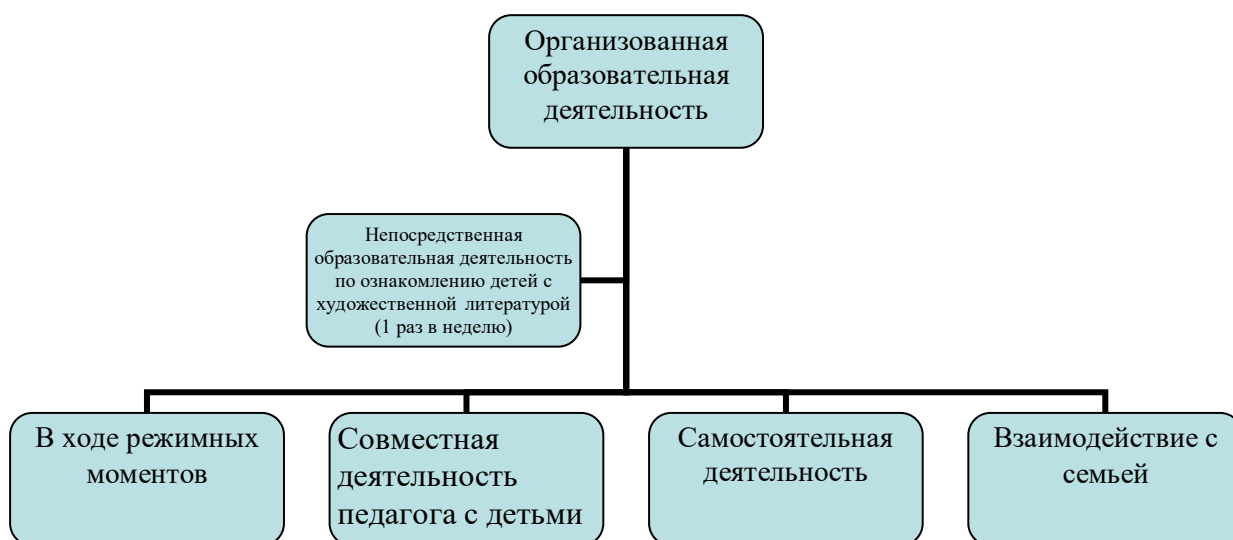 Организованная
образовательная
деятельность
Непосредственная
образовательная деятельность
по ознакомлению детей с
художественной литературой
(1 раз в неделю)
В ходе режимных
моментов
Совместная
деятельность
педагога с детьми
Самостоятельная
деятельность
Взаимодействие с
семьей